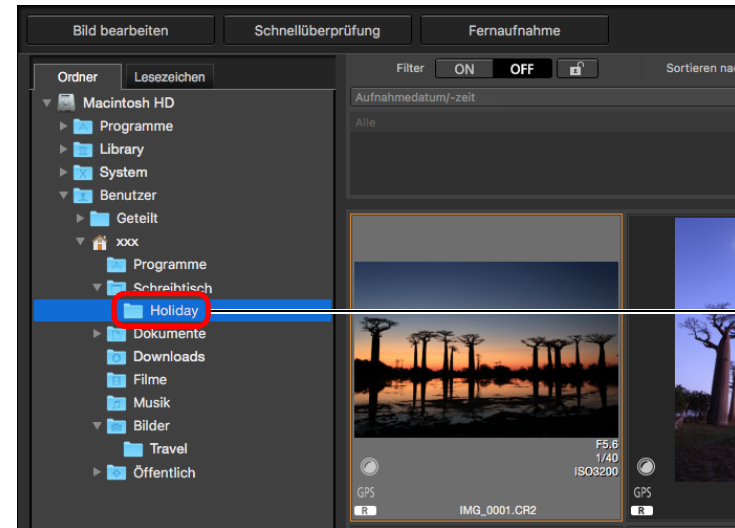 Bild bearbeiten Schnellüberprüfung Fernaufnahme
Filter ON OFF Sortieren nac
Ordner Lesezeichen
Aufnahmedatum/-zeit
Alle
Macintosh HD
Programme
Library
System
Benutzer
Geteilt
xxx
Programme
Schreibtisch
Holiday
Dokumente
Downloads
Filme
Musik
Bilder
Travel
Öffentlich
F5.6
1/40
ISO3200
GPS
R IMG_0001.CR2
GPS
R